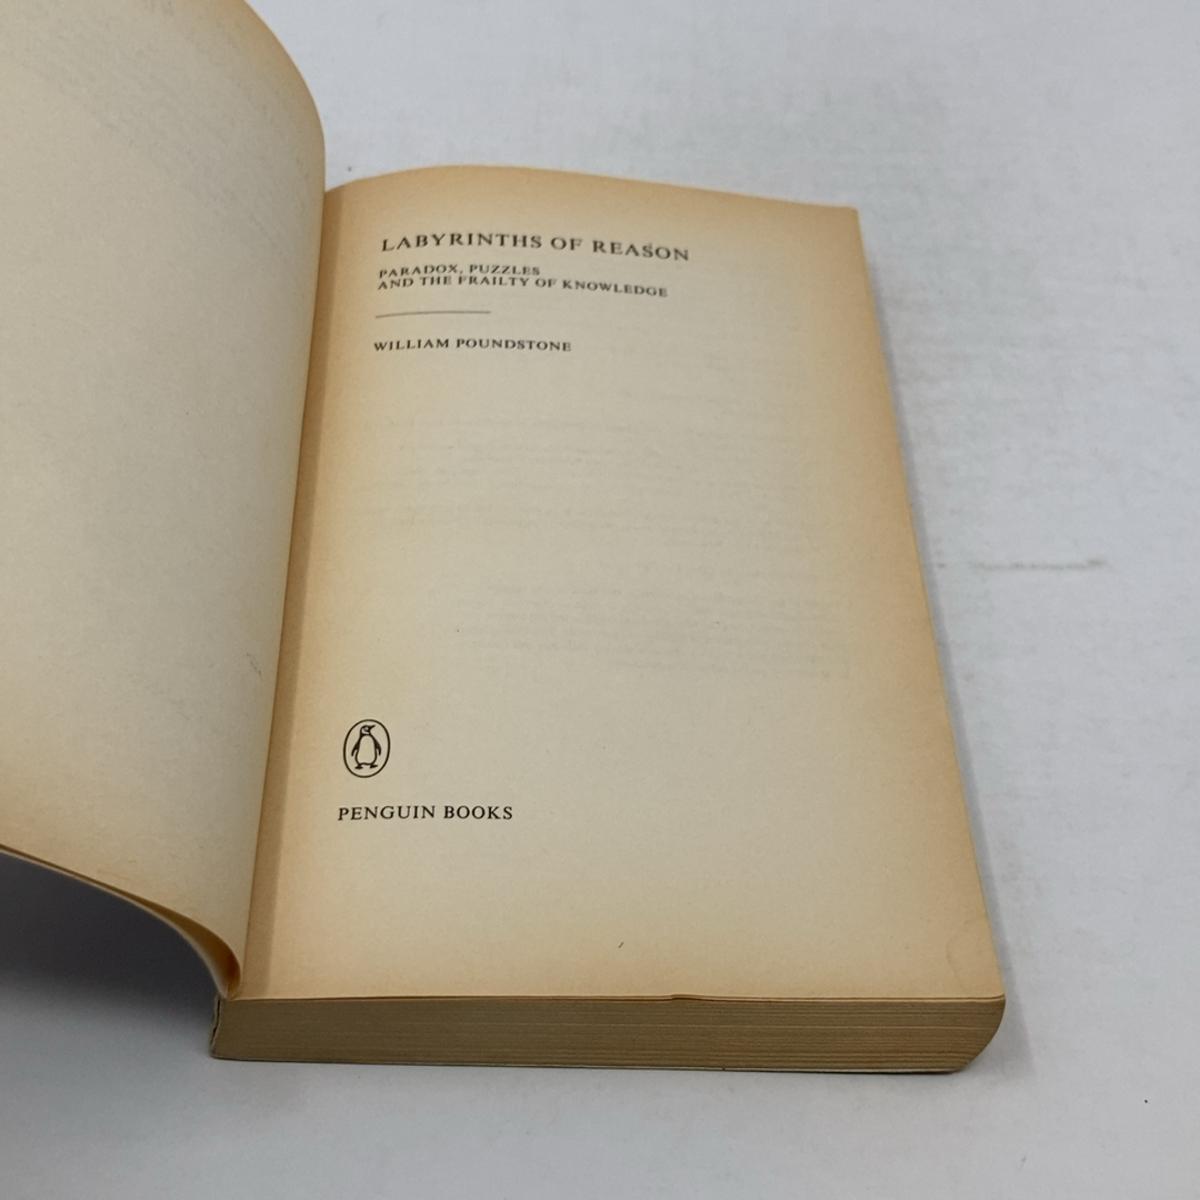 LABYRINTHS OF REASON
PARADOX, PUZZLES
AND THE FRAILTY OF KNOWLEDGE
WILLIAM POUNDSTONE
PENGUIN BOOKS